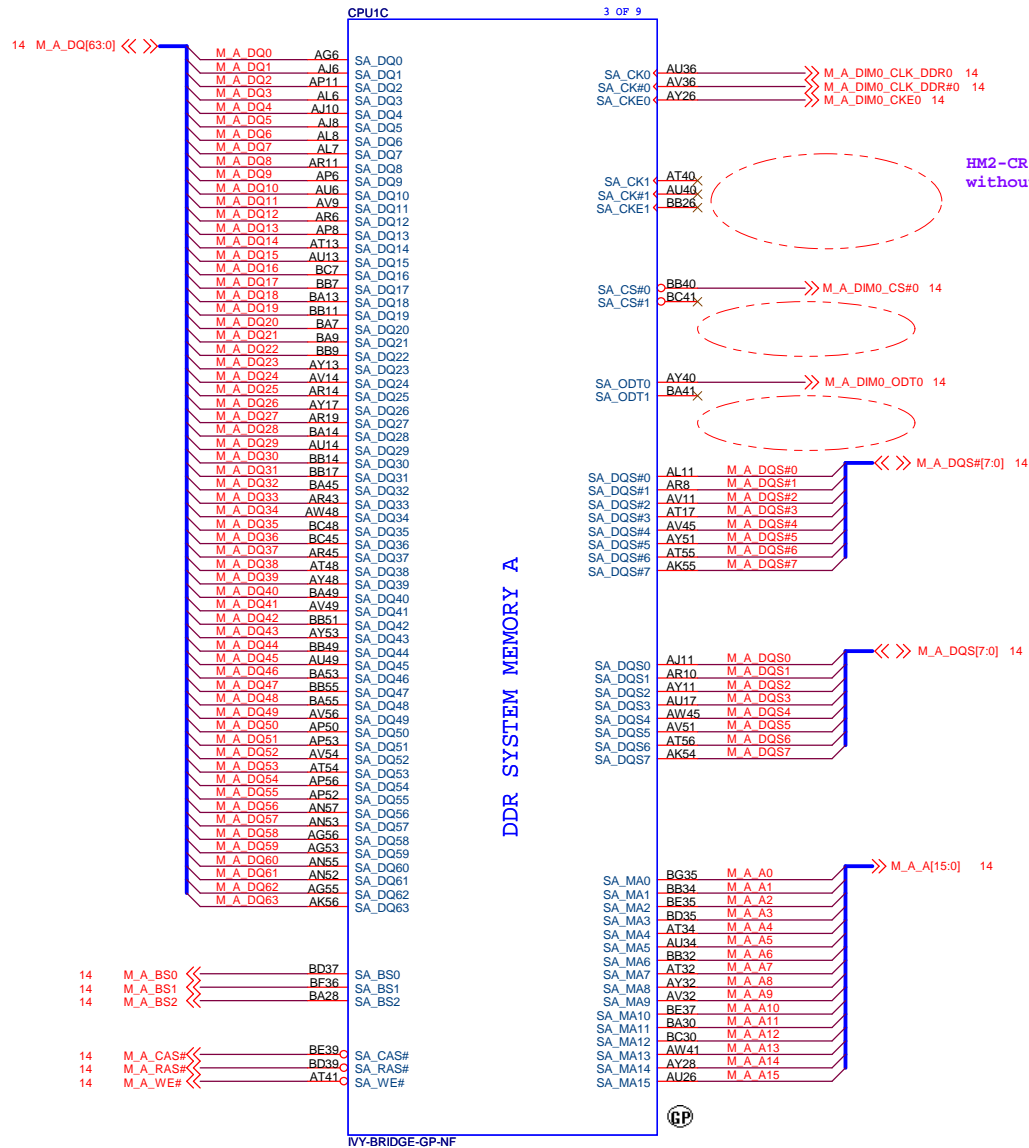 CPU1C
3 OF 9
14 M_A_DQ[63:0]
M_A_DQ0 AG6 SA_DQ0
M_A_DQ1 AJ6 SA_DQ1
M_A_DQ2 AP11 SA_DQ2
M_A_DQ3 AL6 SA_DQ3
M_A_DQ4 AJ10 SA_DQ4
M_A_DQ5 AJ8 SA_DQ5
M_A_DQ6 AL8 SA_DQ6
M_A_DQ7 AL7 SA_DQ7
M_A_DQ8 AR11 SA_DQ8
M_A_DQ9 AP6 SA_DQ9
M_A_DQ10 AU6 SA_DQ10
M_A_DQ11 AV9 SA_DQ11
M_A_DQ12 AR6 SA_DQ12
M_A_DQ13 AP8 SA_DQ13
M_A_DQ14 AT13 SA_DQ14
M_A_DQ15 AU13 SA_DQ15
M_A_DQ16 BC7 SA_DQ16
M_A_DQ17 BB7 SA_DQ17
M_A_DQ18 BA13 SA_DQ18
M_A_DQ19 BB11 SA_DQ19
M_A_DQ20 BA7 SA_DQ20
M_A_DQ21 BA9 SA_DQ21
M_A_DQ22 BB9 SA_DQ22
M_A_DQ23 AY13 SA_DQ23
M_A_DQ24 AV14 SA_DQ24
M_A_DQ25 AR14 SA_DQ25
M_A_DQ26 AY17 SA_DQ26
M_A_DQ27 AR19 SA_DQ27
M_A_DQ28 BA14 SA_DQ28
M_A_DQ29 AU14 SA_DQ29
M_A_DQ30 BB14 SA_DQ30
M_A_DQ31 BB17 SA_DQ31
M_A_DQ32 BA45 SA_DQ32
M_A_DQ33 AR43 SA_DQ33
M_A_DQ34 AW48 SA_DQ34
M_A_DQ35 BC48 SA_DQ35
M_A_DQ36 BC45 SA_DQ36
M_A_DQ37 AR45 SA_DQ37
M_A_DQ38 AT48 SA_DQ38
M_A_DQ39 AY48 SA_DQ39
M_A_DQ40 BA49 SA_DQ40
M_A_DQ41 AV49 SA_DQ41
M_A_DQ42 BB51 SA_DQ42
M_A_DQ43 AY53 SA_DQ43
M_A_DQ44 BB49 SA_DQ44
M_A_DQ45 AU49 SA_DQ45
M_A_DQ46 BA53 SA_DQ46
M_A_DQ47 BB55 SA_DQ47
M_A_DQ48 BA55 SA_DQ48
M_A_DQ49 AV56 SA_DQ49
M_A_DQ50 AP50 SA_DQ50
M_A_DQ51 AP53 SA_DQ51
M_A_DQ52 AV54 SA_DQ52
M_A_DQ53 AT54 SA_DQ53
M_A_DQ54 AP56 SA_DQ54
M_A_DQ55 AP52 SA_DQ55
M_A_DQ56 AN57 SA_DQ56
M_A_DQ57 AN53 SA_DQ57
M_A_DQ58 AG56 SA_DQ58
M_A_DQ59 AG53 SA_DQ59
M_A_DQ60 AN55 SA_DQ60
M_A_DQ61 AN52 SA_DQ61
M_A_DQ62 AG55 SA_DQ62
M_A_DQ63 AK56 SA_DQ63
14 M_A_BS0 BD37 SA_BS0
14 M_A_BS1 BF36 SA_BS1
14 M_A_BS2 BA28 SA_BS2
14 M_A_CAS# BE39 SA_CAS#
14 M_A_RAS# BD39 SA_RAS#
14 M_A_WE# AT41 SA_WE#
DDR SYSTEM MEMORY A
SA_CK0 AU36 M_A_DIM0_CLK_DDR0 14
SA_CK#0 AV36 M_A_DIM0_CLK_DDR#0 14
SA_CKE0 AY26 M_A_DIM0_CKE0 14
HM2-CR
withou
SA_CK1 AT40
SA_CK#1 AU40
SA_CKE1 BB26
SA_CS#0 BB40 M_A_DIM0_CS#0 14
SA_CS#1 BC41
SA_ODT0 AY40 M_A_DIM0_ODT0 14
SA_ODT1 BA41
M_A_DQS#[7:0] 14
SA_DQS#0 AL11 M_A_DQS#0
SA_DQS#1 AR8 M_A_DQS#1
SA_DQS#2 AV11 M_A_DQS#2
SA_DQS#3 AT17 M_A_DQS#3
SA_DQS#4 AV45 M_A_DQS#4
SA_DQS#5 AY51 M_A_DQS#5
SA_DQS#6 AT55 M_A_DQS#6
SA_DQS#7 AK55 M_A_DQS#7
M_A_DQS[7:0] 14
SA_DQS0 AJ11 M_A_DQS0
SA_DQS1 AR10 M_A_DQS1
SA_DQS2 AY11 M_A_DQS2
SA_DQS3 AU17 M_A_DQS3
SA_DQS4 AW45 M_A_DQS4
SA_DQS5 AV51 M_A_DQS5
SA_DQS6 AT56 M_A_DQS6
SA_DQS7 AK54 M_A_DQS7
M_A_A[15:0] 14
SA_MA0 BG35 M_A_A0
SA_MA1 BB34 M_A_A1
SA_MA2 BE35 M_A_A2
SA_MA3 BD35 M_A_A3
SA_MA4 AT34 M_A_A4
SA_MA5 AU34 M_A_A5
SA_MA6 BB32 M_A_A6
SA_MA7 AT32 M_A_A7
SA_MA8 AY32 M_A_A8
SA_MA9 AV32 M_A_A9
SA_MA10 BE37 M_A_A10
SA_MA11 BA30 M_A_A11
SA_MA12 BC30 M_A_A12
SA_MA13 AW41 M_A_A13
SA_MA14 AY28 M_A_A14
SA_MA15 AU26 M_A_A15
GP
IVY-BRIDGE-GP-NF